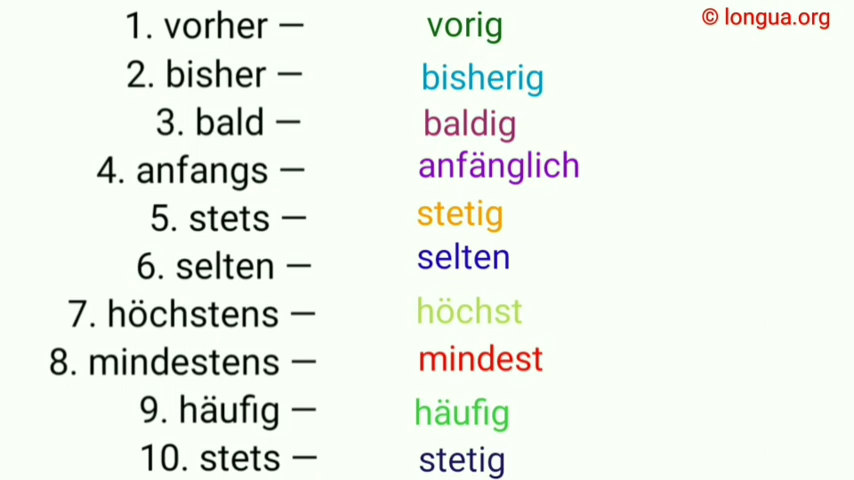 © longua.org
1. vorher – vorig
2. bisher – bisherig
3. bald – baldig
4. anfangs – anfänglich
5. stets – stetig
6. selten – selten
7. höchstens – höchst
8. mindestens – mindest
9. häufig – häufig
10. stets – stetig